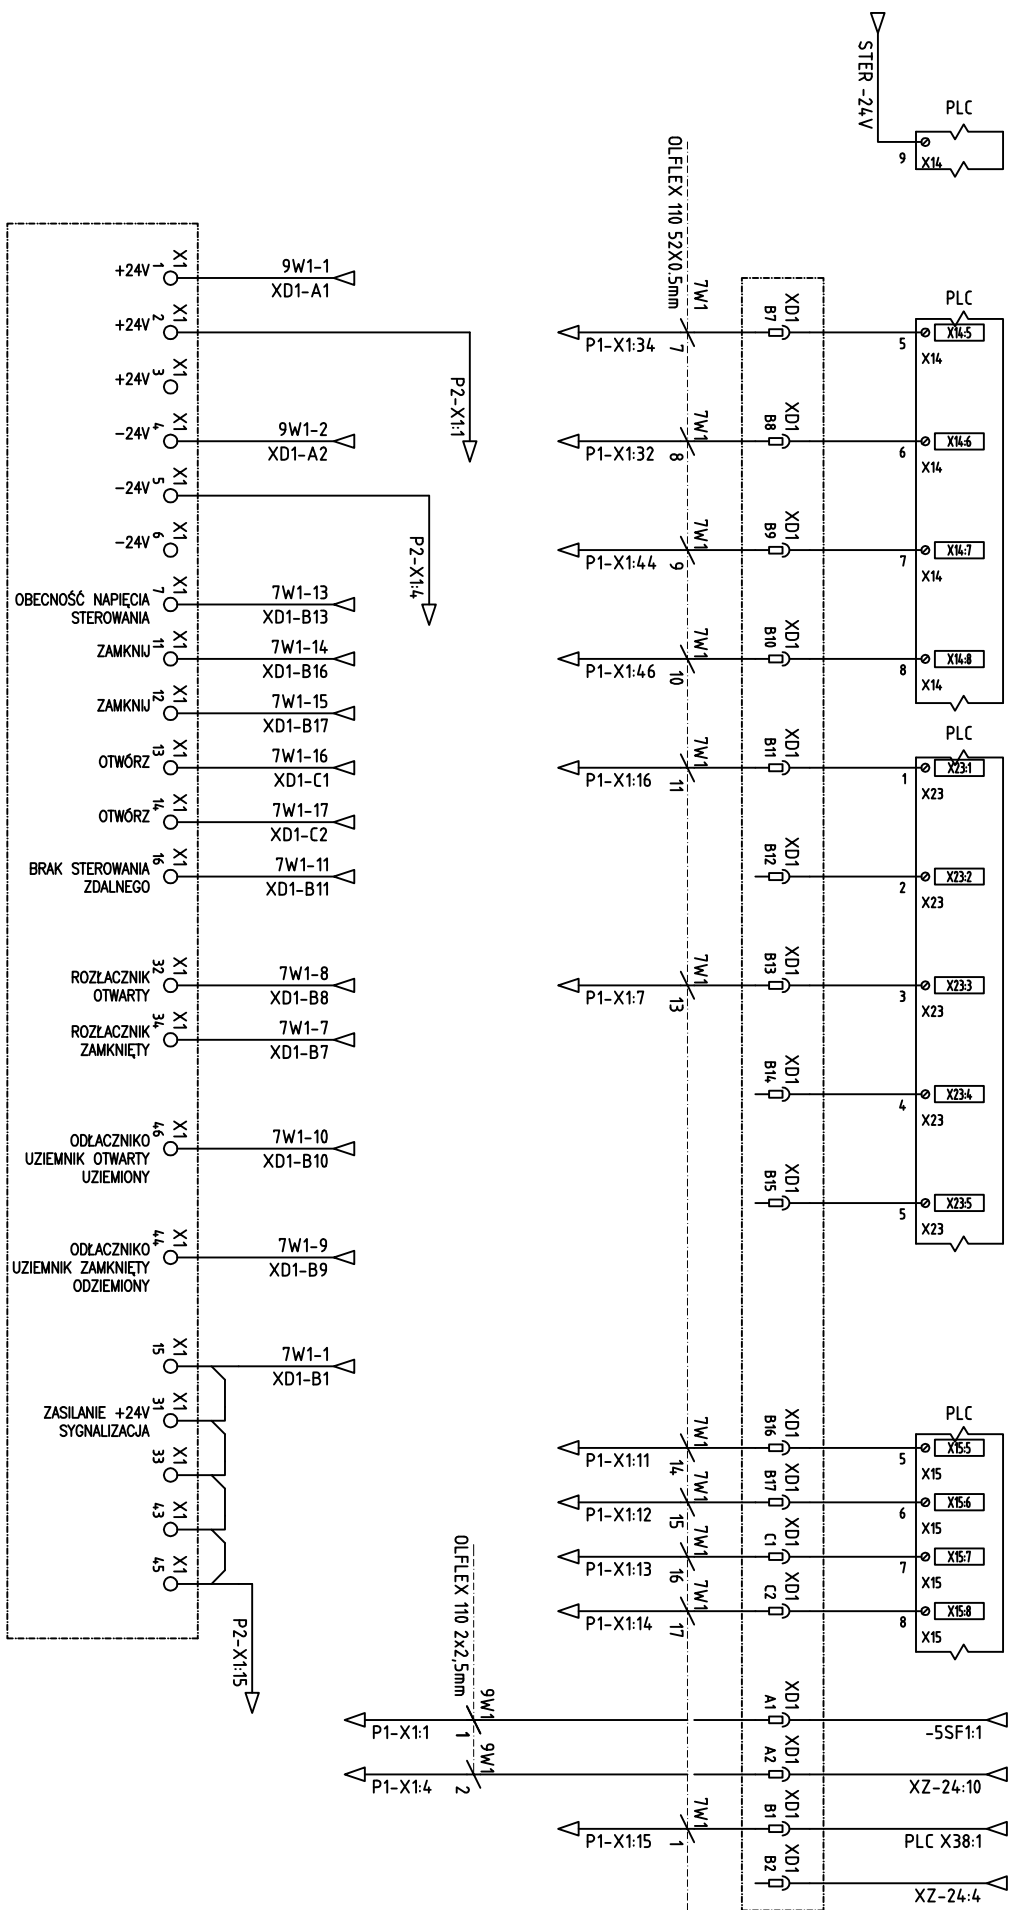 STER -24V
PLC
9
X14
OLFLEX 110 52X0.5mm
PLC
7W1
7
P1-X1:34
XD1
B7
X14:5
5
X14
7W1
8
P1-X1:32
XD1
B8
X14:6
6
X14
7W1
9
P1-X1:44
XD1
B9
X14:7
7
X14
7W1
10
P1-X1:46
XD1
B10
X14:8
8
X14
PLC
7W1
11
P1-X1:16
XD1
B11
X23:1
1
X23
XD1
B12
X23:2
2
X23
7W1
13
P1-X1:7
XD1
B13
X23:3
3
X23
XD1
B14
X23:4
4
X23
XD1
B15
X23:5
5
X23
PLC
7W1
14
P1-X1:11
XD1
B16
X15:5
5
X15
7W1
15
P1-X1:12
XD1
B17
X15:6
6
X15
7W1
16
P1-X1:13
XD1
C1
X15:7
7
X15
7W1
17
P1-X1:14
XD1
C2
X15:8
8
X15
OLFLEX 110 2x2,5mm
9W1
1
P1-X1:1
XD1
A1
-5SF1:1
9W1
2
P1-X1:4
XD1
A2
XZ-24:10
7W1
1
P1-X1:15
XD1
B1
PLC X38:1
XD1
B2
XZ-24:4
+24V
1
X1
9W1-1
XD1-A1
+24V
2
X1
P2-X1:1
+24V
3
X1
-24V
4
X1
9W1-2
XD1-A2
-24V
5
X1
P2-X1:4
-24V
6
X1
OBECNOŚĆ NAPIĘCIA
STEROWANIA
7
X1
7W1-13
XD1-B13
ZAMKNIJ
11
X1
7W1-14
XD1-B16
ZAMKNIJ
12
X1
7W1-15
XD1-B17
OTWÓRZ
13
X1
7W1-16
XD1-C1
OTWÓRZ
14
X1
7W1-17
XD1-C2
BRAK STEROWANIA
ZDALNEGO
16
X1
7W1-11
XD1-B11
ROZŁACZNIK
OTWARTY
32
X1
7W1-8
XD1-B8
ROZŁACZNIK
ZAMKNIĘTY
34
X1
7W1-7
XD1-B7
ODŁACZNIKO
UZIEMNIK OTWARTY
UZIEMIONY
46
X1
7W1-10
XD1-B10
ODŁACZNIKO
UZIEMNIK ZAMKNIĘTY
ODZIEMIONY
44
X1
7W1-9
XD1-B9
15
X1
7W1-1
XD1-B1
ZASILANIE +24V
SYGNALIZACJA
31
X1
33
X1
43
X1
45
X1
P2-X1:15